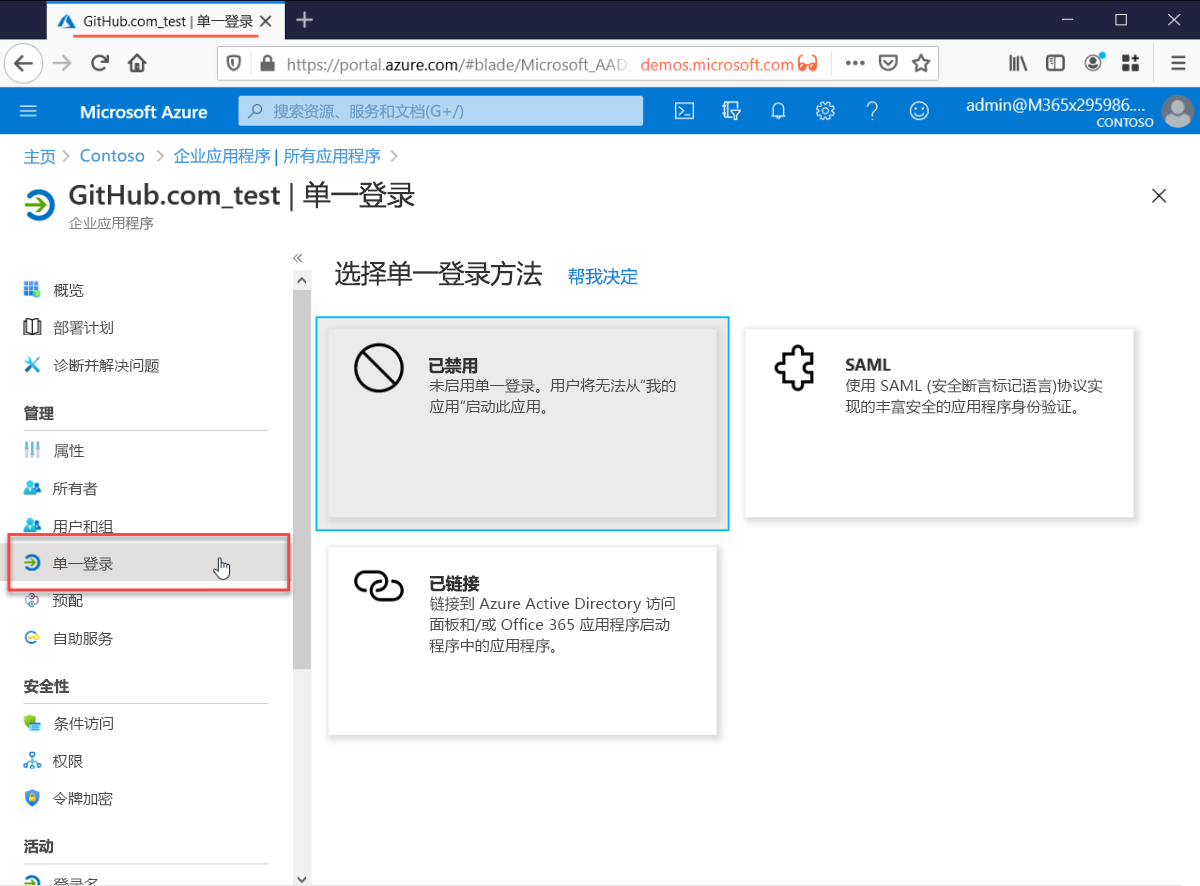 GitHub.com_test | 单一登录
https://portal.azure.com/#blade/Microsoft_AAD_ demos.microsoft.com
Microsoft Azure
搜索资源、服务和文档(G+/)
admin@M365x295986....
CONTOSO
主页 > Contoso > 企业应用程序 | 所有应用程序 >
GitHub.com_test | 单一登录
企业应用程序
«
概览
部署计划
诊断并解决问题
管理
属性
所有者
用户和组
单一登录
预配
自助服务
安全性
条件访问
权限
令牌加密
活动
登录名
选择单一登录方法 帮我决定
已禁用
未启用单一登录。用户将无法从“我的
应用”启动此应用。
SAML
使用 SAML (安全断言标记语言)协议实
现的丰富安全的应用程序身份验证。
已链接
链接到 Azure Active Directory 访问
面板和/或 Office 365 应用程序启动
程序中的应用程序。